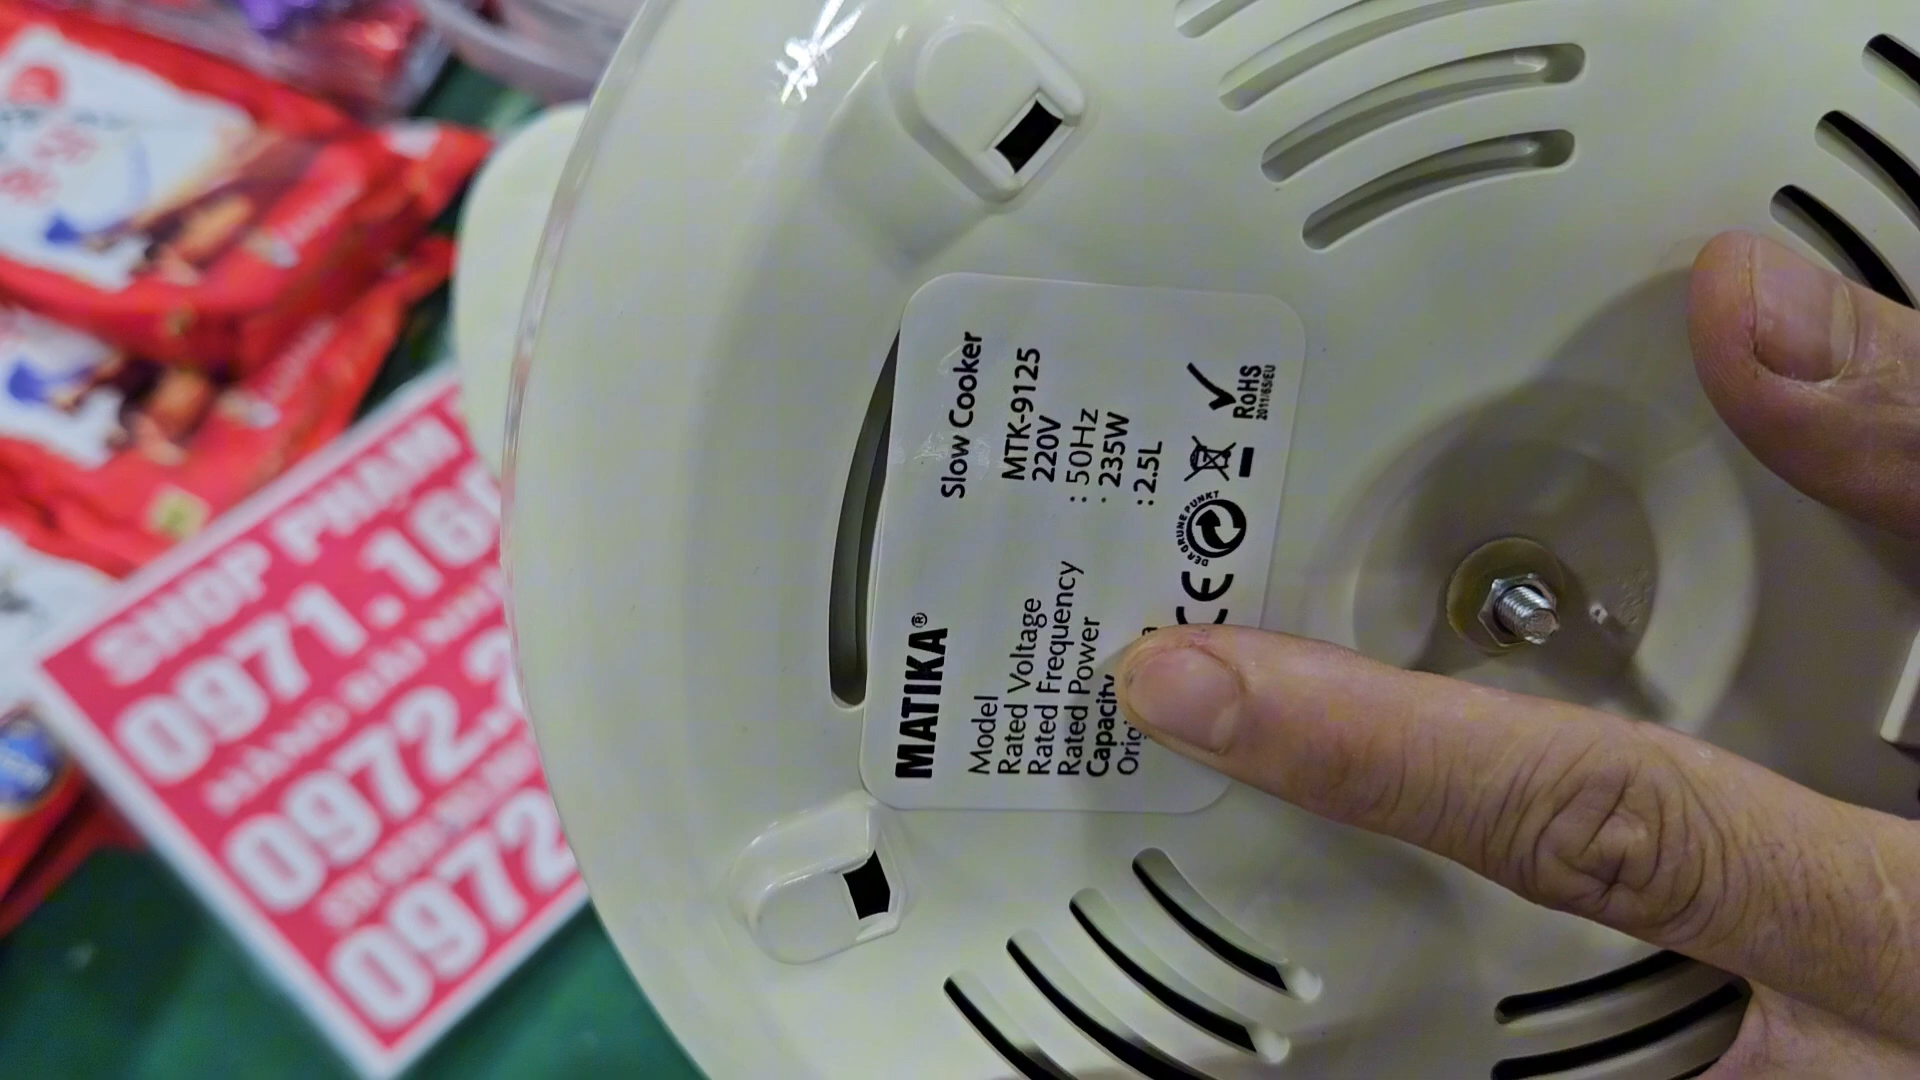 MATIKA® Slow Cooker
Model MTK-9125
Rated Voltage 220V
Rated Frequency : 50Hz
Rated Power : 235W
Capacity : 2.5L
CE DER GRÜNE PUNKT RoHS
2011/65/EU
SHOP PHAM
0971.16
0972.
0972